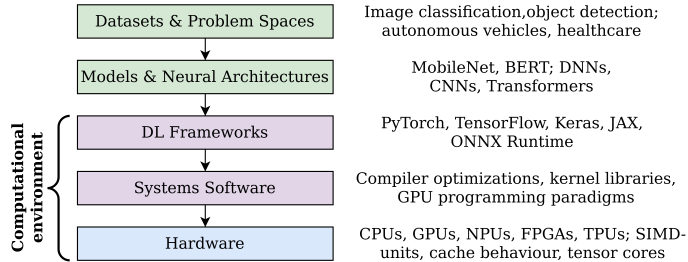 Datasets & Problem Spaces
Image classification,object detection;
autonomous vehicles, healthcare
Models & Neural Architectures
MobileNet, BERT; DNNs,
CNNs, Transformers
Computational
environment
DL Frameworks
PyTorch, TensorFlow, Keras, JAX,
ONNX Runtime
Systems Software
Compiler optimizations, kernel libraries,
GPU programming paradigms
Hardware
CPUs, GPUs, NPUs, FPGAs, TPUs; SIMD-
units, cache behaviour, tensor cores